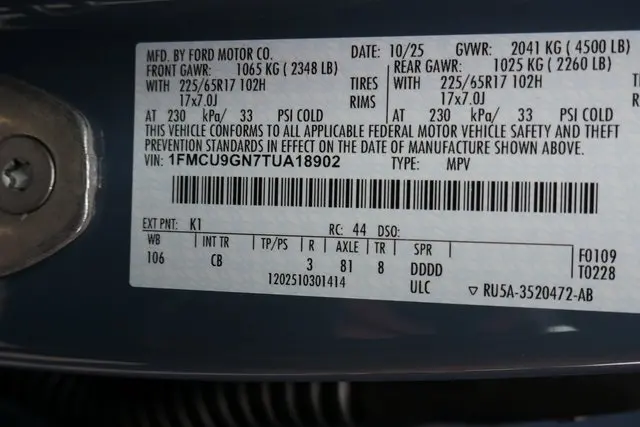 MFD. BY FORD MOTOR CO. DATE: 10/25 GVWR: 2041 KG ( 4500 LB)
FRONT GAWR: 1065 KG ( 2348 LB) REAR GAWR: 1025 KG ( 2260 LB)
WITH 225/65R17 102H TIRES WITH 225/65R17 102H
17x7.0J RIMS 17x7.0J
AT 230 kPa/ 33 PSI COLD AT 230 kPa/ 33 PSI COLD
THIS VEHICLE CONFORMS TO ALL APPLICABLE FEDERAL MOTOR VEHICLE SAFETY AND THEFT
PREVENTION STANDARDS IN EFFECT ON THE DATE OF MANUFACTURE SHOWN ABOVE.
VIN: 1FMCU9GN7TUA18902 TYPE: MPV
EXT PNT: K1 RC: 44 DSO:
WB INT TR TP/PS R AXLE TR SPR F0109
106 CB 3 81 8 DDDD T0228
1202510301414 ULC ▽ RU5A-3520472-AB